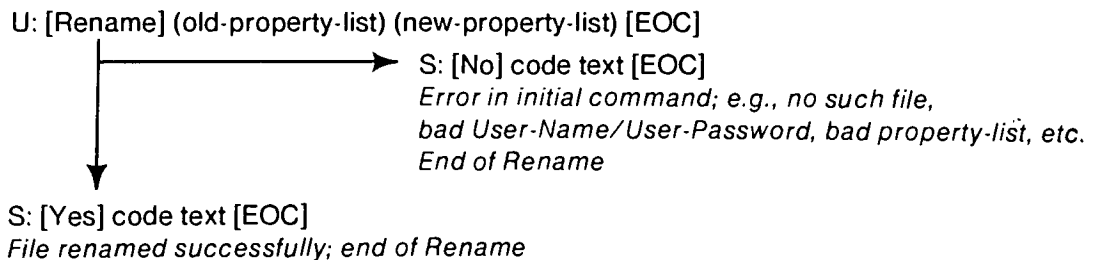 U: [Rename] (old-property-list) (new-property-list) [EOC]
S: [No] code text [EOC]
Error in initial command; e.g., no such file,
bad User-Name/User-Password, bad property-list, etc.
End of Rename
S: [Yes] code text [EOC]
File renamed successfully; end of Rename